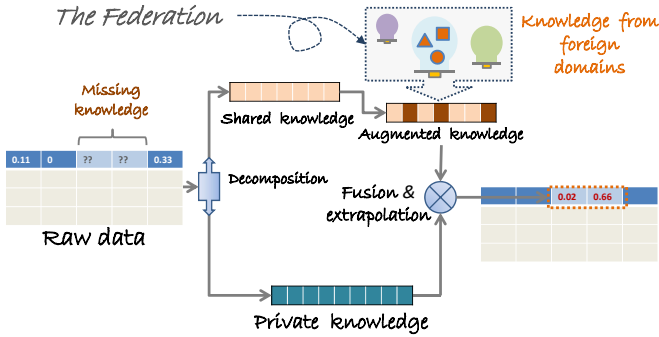 The Federation
Knowledge from
foreign
domains
Missing
knowledge
Shared knowledge
Augmented knowledge
0.11 0 ?? ?? 0.33
Decomposition
Fusion &
extrapolation
0.02 0.66
Raw data
Private knowledge